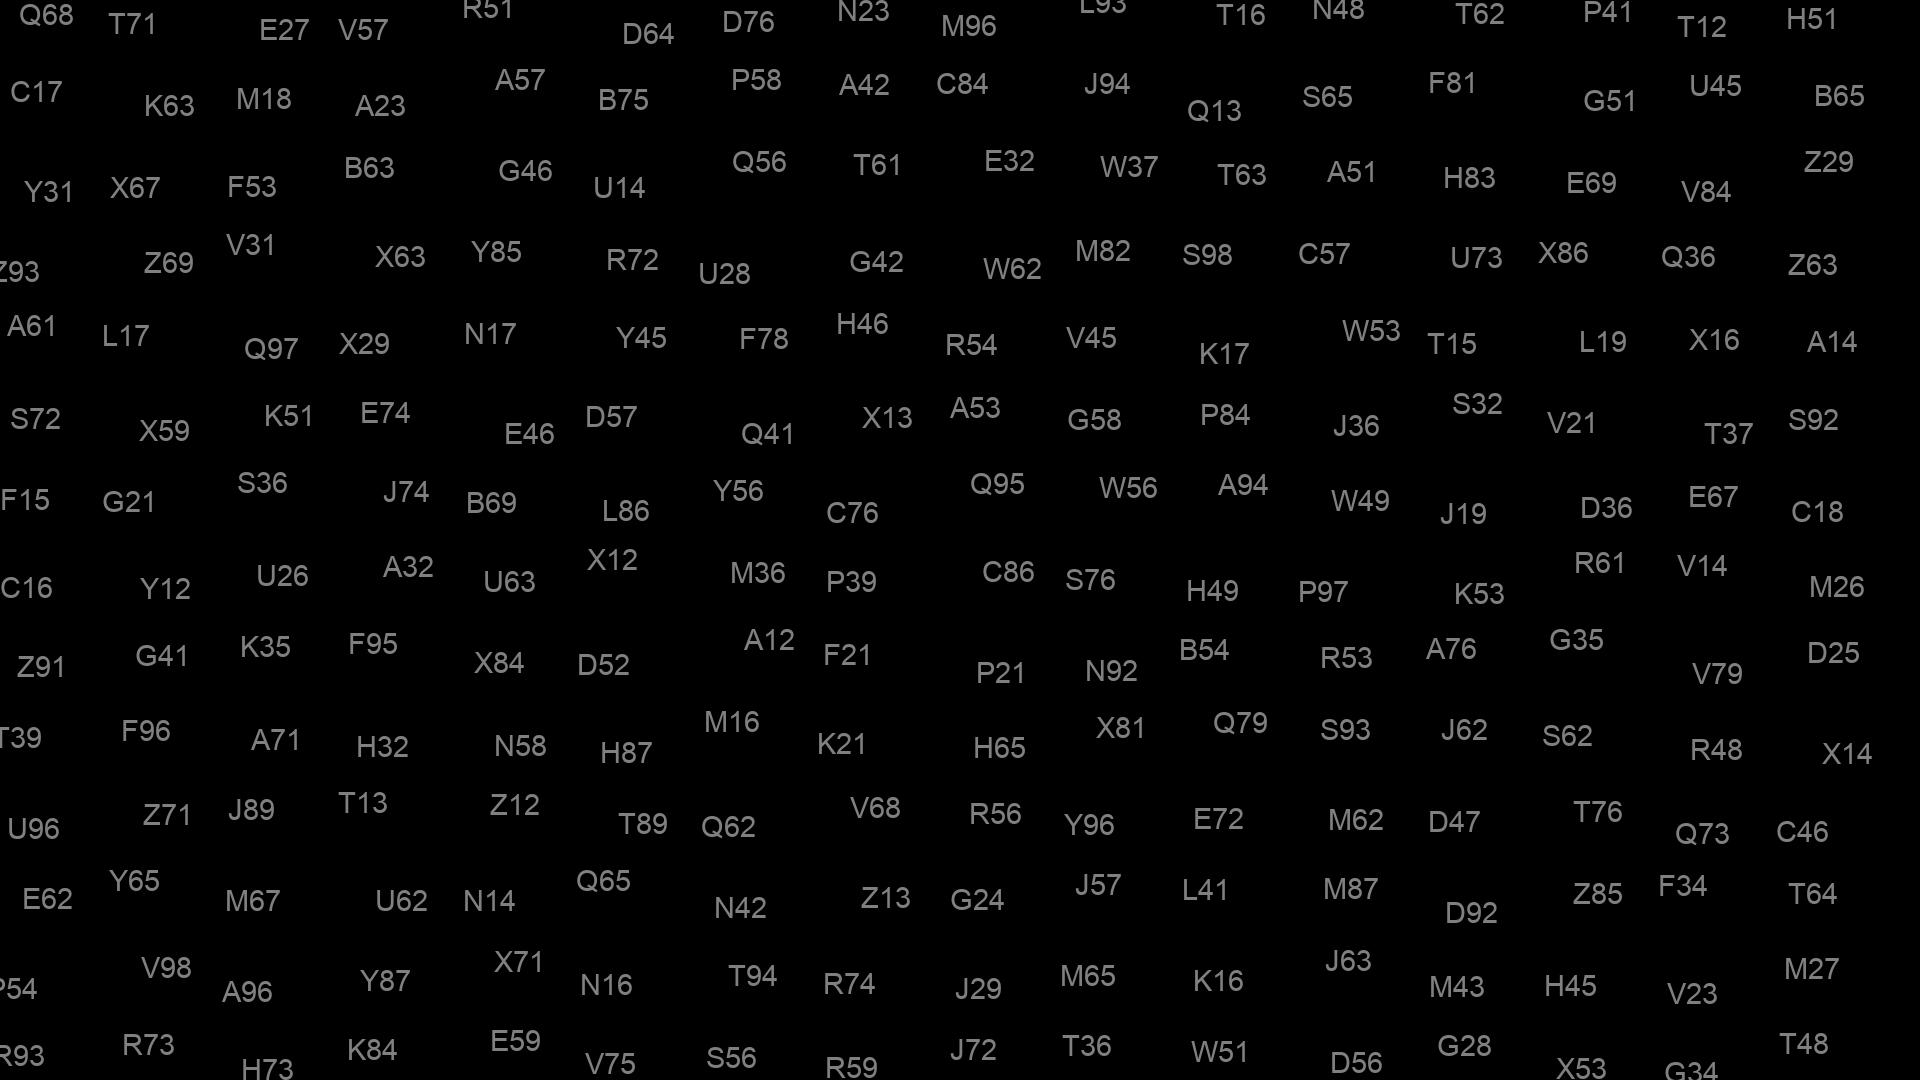 Q68 T71 E27 V57 R51 D64 D76 N23 M96 L93 T16 N48 T62 P41 T12 H51
C17 K63 M18 A23 A57 B75 P58 A42 C84 J94 Q13 S65 F81 G51 U45 B65
Y31 X67 F53 B63 G46 U14 Q56 T61 E32 W37 T63 A51 H83 E69 V84 Z29
Z93 Z69 V31 X63 Y85 R72 U28 G42 W62 M82 S98 C57 U73 X86 Q36 Z63
A61 L17 Q97 X29 N17 Y45 F78 H46 R54 V45 K17 W53 T15 L19 X16 A14
S72 X59 K51 E74 E46 D57 Q41 X13 A53 G58 P84 J36 S32 V21 T37 S92
F15 G21 S36 J74 B69 L86 Y56 C76 Q95 W56 A94 W49 J19 D36 E67 C18
C16 Y12 U26 A32 U63 X12 M36 P39 C86 S76 H49 P97 K53 R61 V14 M26
Z91 G41 K35 F95 X84 D52 A12 F21 P21 N92 B54 R53 A76 G35 V79 D25
T39 F96 A71 H32 N58 H87 M16 K21 H65 X81 Q79 S93 J62 S62 R48 X14
U96 Z71 J89 T13 Z12 T89 Q62 V68 R56 Y96 E72 M62 D47 T76 Q73 C46
E62 Y65 M67 U62 N14 Q65 N42 Z13 G24 J57 L41 M87 D92 Z85 F34 T64
P54 V98 A96 Y87 X71 N16 T94 R74 J29 M65 K16 J63 M43 H45 V23 M27
R93 R73 H73 K84 E59 V75 S56 R59 J72 T36 W51 D56 G28 X53 G34 T48